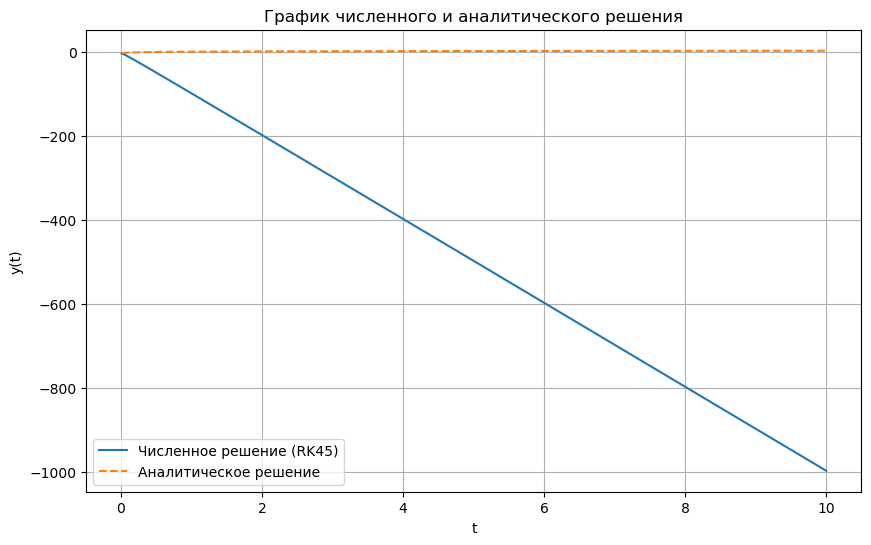 График численного и аналитического решения
y(t)
0
−200
−400
−600
−800
−1000
Численное решение (RK45)
Аналитическое решение
0 2 4 6 8 10
t